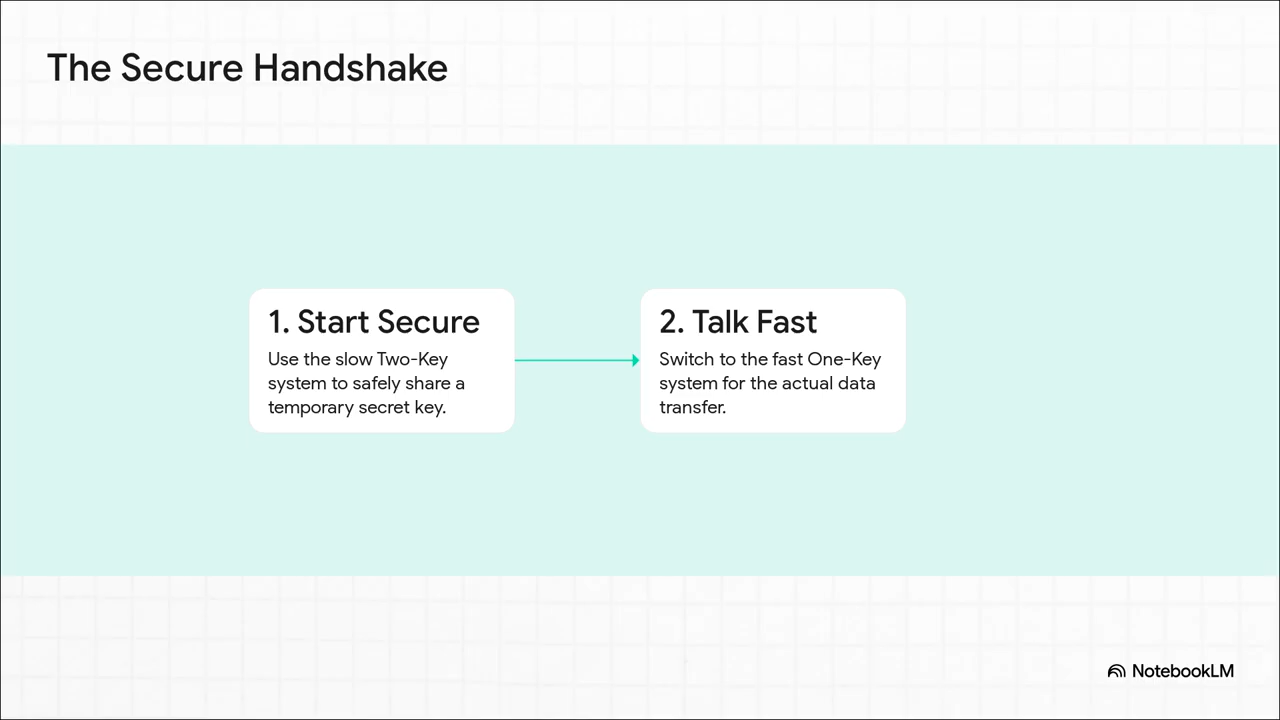 The Secure Handshake
1. Start Secure
Use the slow Two-Key
system to safely share a
temporary secret key.
2. Talk Fast
Switch to the fast One-Key
system for the actual data
transfer.
NotebookLM